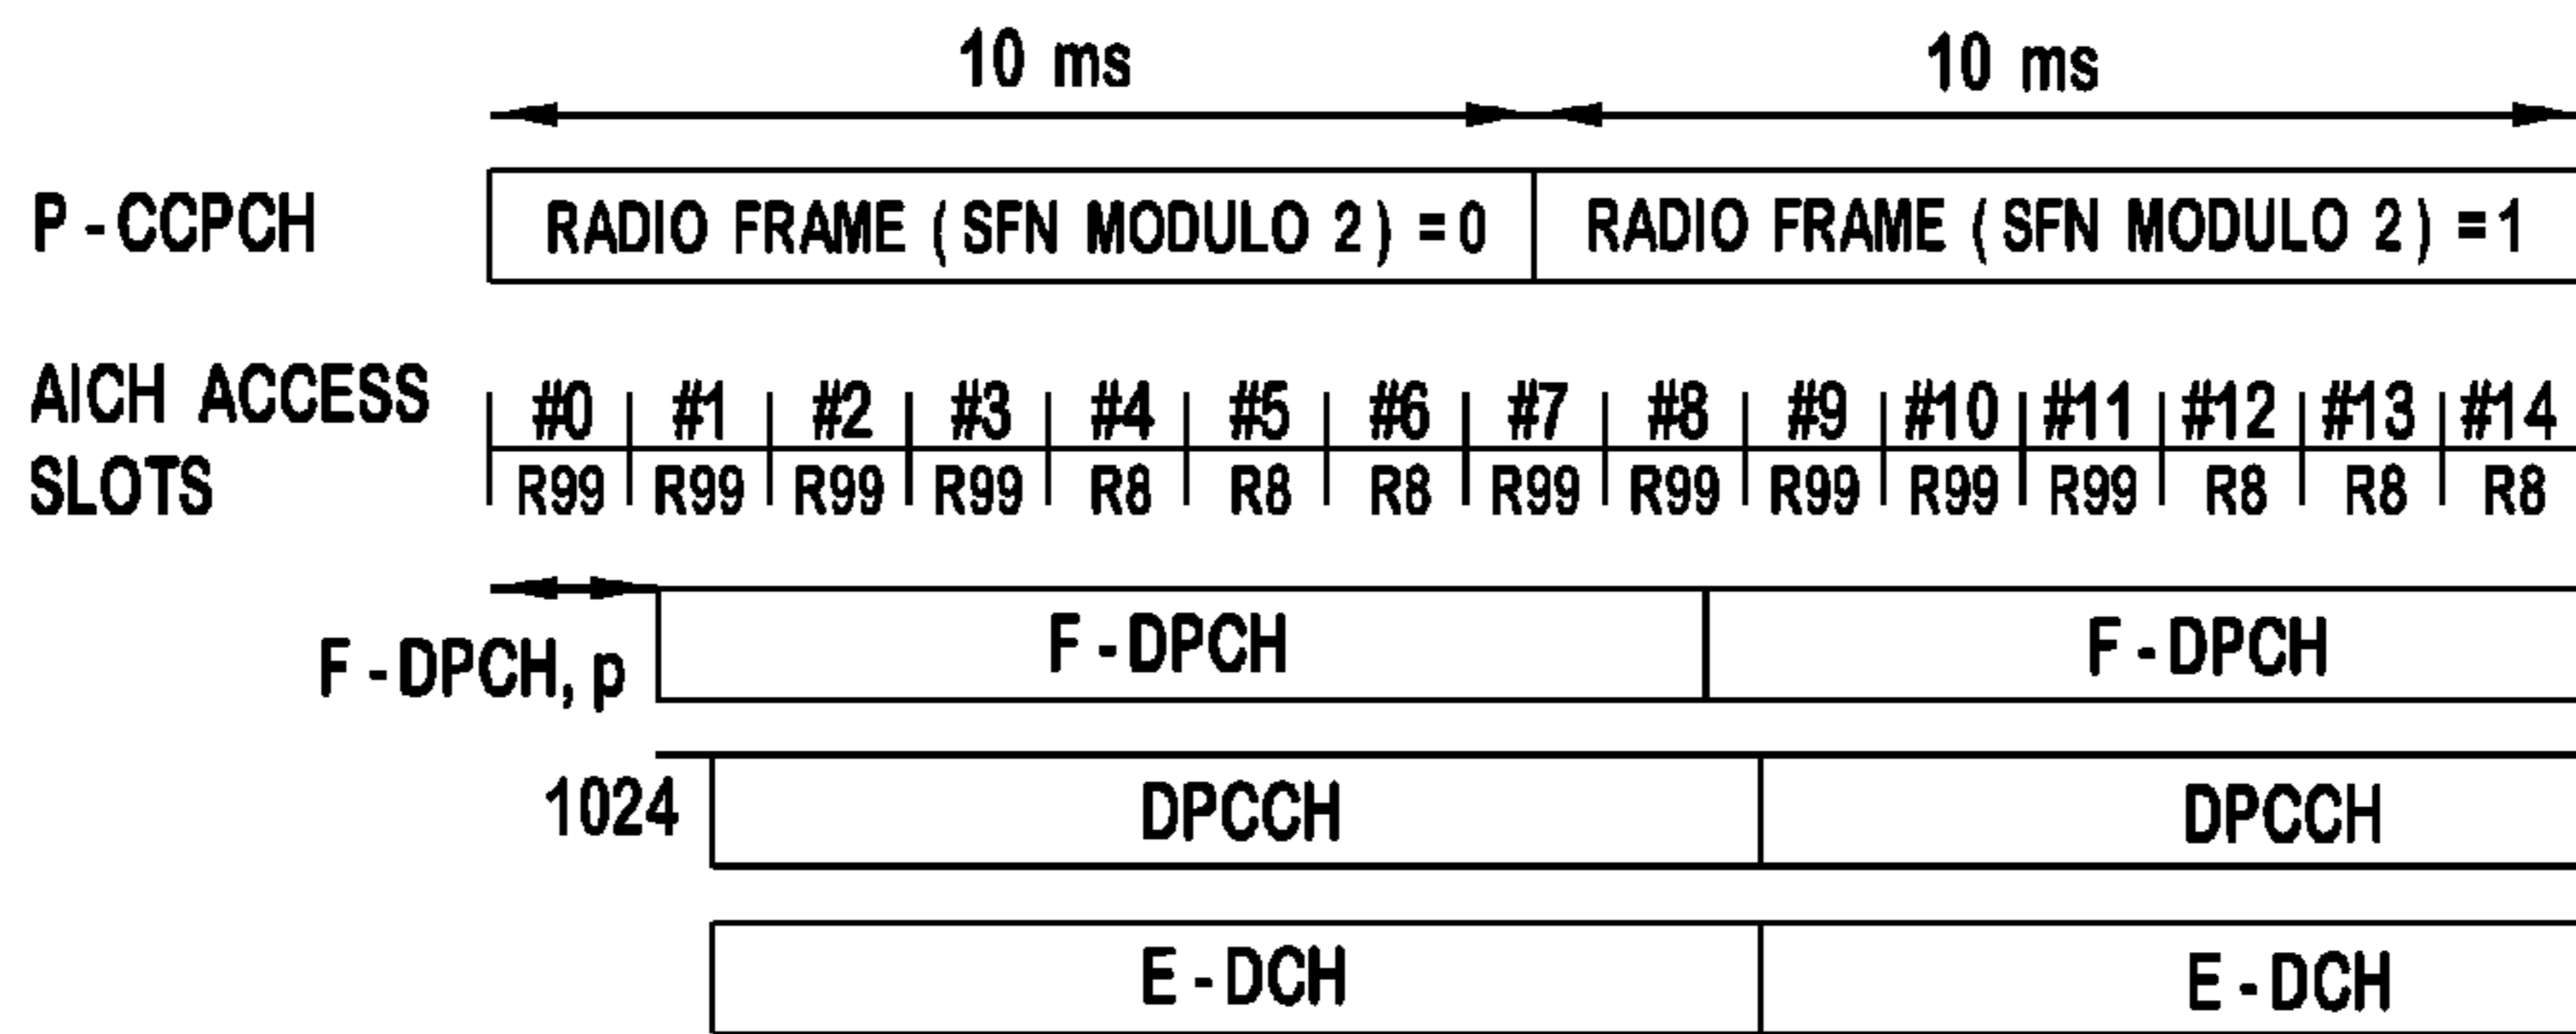 10 ms 10 ms
P-CCPCH RADIO FRAME (SFN MODULO 2) = 0 RADIO FRAME (SFN MODULO 2) = 1
AICH ACCESS SLOTS
#0 #1 #2 #3 #4 #5 #6 #7 #8 #9 #10 #11 #12 #13 #14
R99 R99 R99 R99 R8 R8 R8 R99 R99 R99 R99 R99 R8 R8 R8
F-DPCH, p F-DPCH F-DPCH
1024 DPCCH DPCCH
E-DCH E-DCH